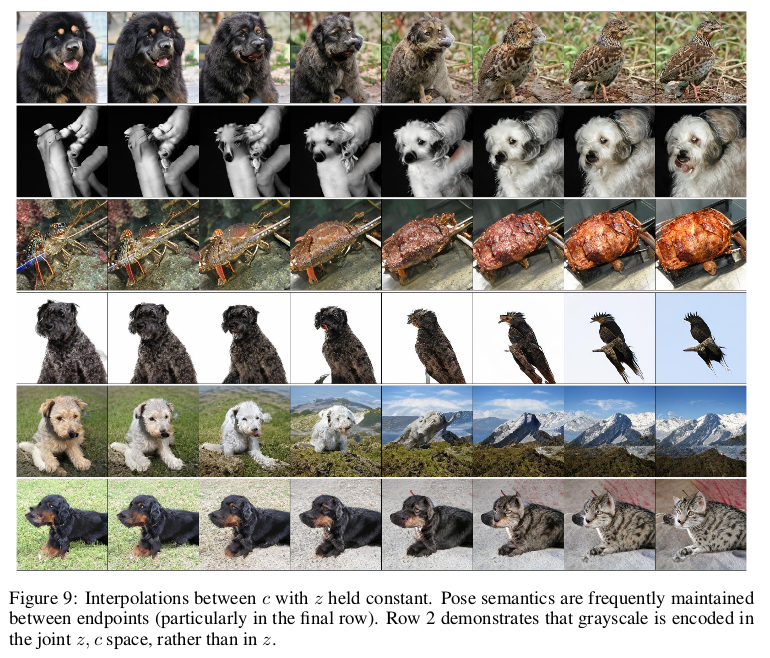 Figure 9: Interpolations between c with z held constant. Pose semantics are frequently maintained
between endpoints (particularly in the final row). Row 2 demonstrates that grayscale is encoded in
the joint z, c space, rather than in z.